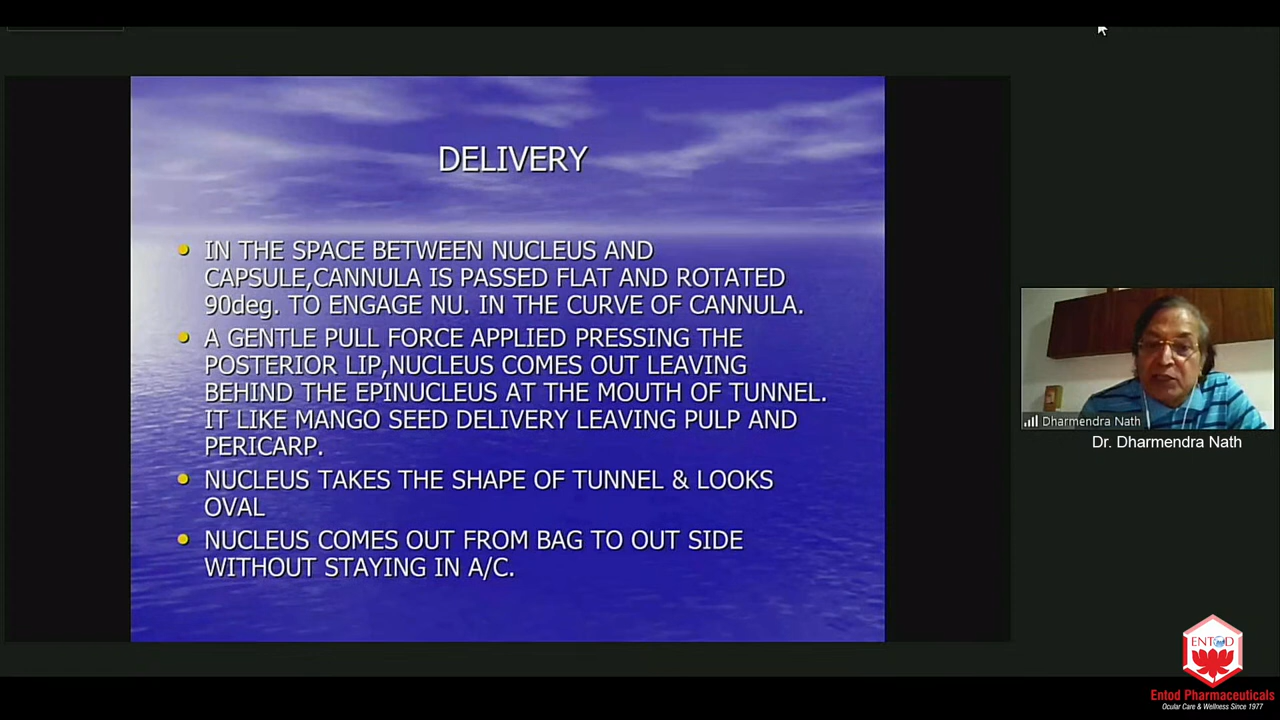 DELIVERY
IN THE SPACE BETWEEN NUCLEUS AND
CAPSULE,CANNULA IS PASSED FLAT AND ROTATED
90deg. TO ENGAGE NU. IN THE CURVE OF CANNULA.
A GENTLE PULL FORCE APPLIED PRESSING THE
POSTERIOR LIP,NUCLEUS COMES OUT LEAVING
BEHIND THE EPINUCLEUS AT THE MOUTH OF TUNNEL.
IT LIKE MANGO SEED DELIVERY LEAVING PULP AND
PERICARP.
NUCLEUS TAKES THE SHAPE OF TUNNEL & LOOKS
OVAL
NUCLEUS COMES OUT FROM BAG TO OUT SIDE
WITHOUT STAYING IN A/C.
Dharmendra Nath
Dr. Dharmendra Nath
ENTOD
Entod Pharmaceuticals
Ocular Care & Wellness Since 1977